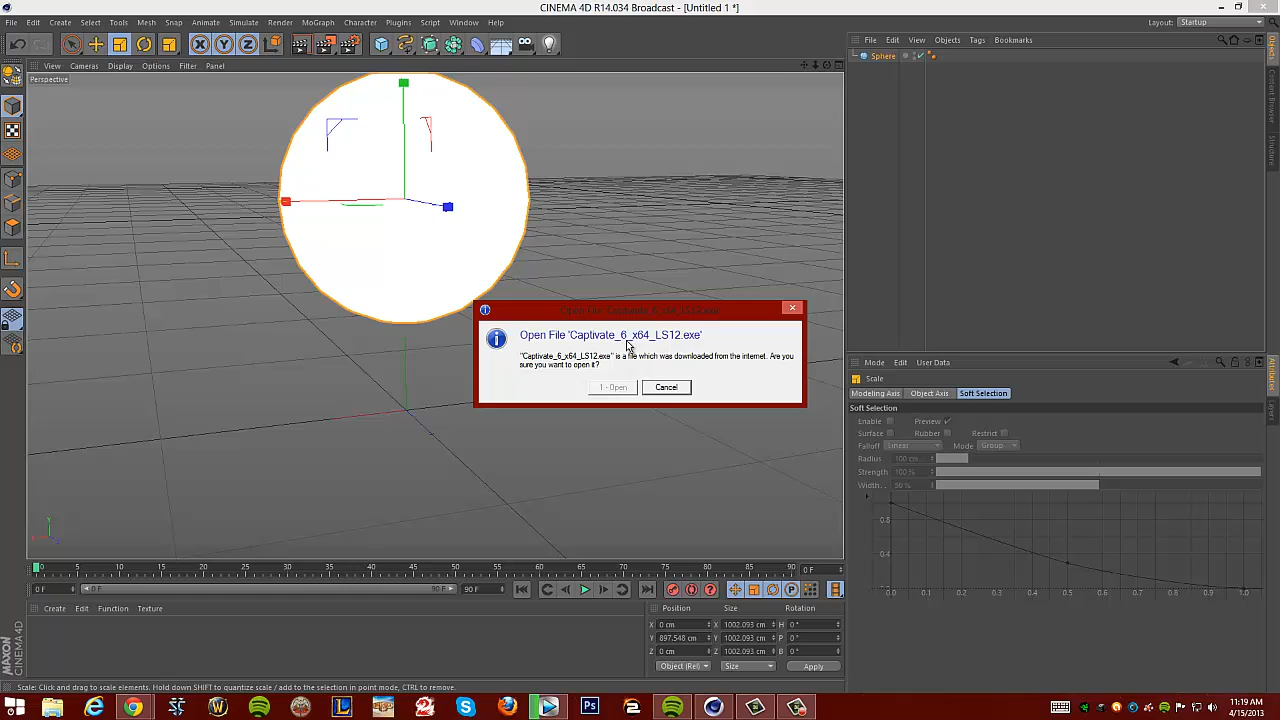 CINEMA 4D R14.034 Broadcast - [Untitled 1 *]
File Edit Create Select Tools Mesh Snap Animate Simulate Render MoGraph Character Plugins Script Window Help
Layout: Startup
X Y Z
File Edit View Objects Tags Bookmarks
View Cameras Display Options Filter Panel
Perspective
Sphere
Objects
Content Browser
Structure
Open File 'Captivate_6_x64_LS12.exe'
Open File 'Captivate_6_x64_LS12.exe'
"Captivate_6_x64_LS12.exe" is a file which was downloaded from the internet. Are you
sure you want to open it?
1 - Open Cancel
Mode Edit User Data
Attributes
Layers
Scale
Modeling Axis Object Axis Soft Selection
Soft Selection
Enable Preview
Surface Rubber Restrict
Falloff Linear Mode Group
Radius 100 cm
Strength 100 %
Width. . 50 %
0.8
0.4
0.0 0.1 0.2 0.3 0.4 0.5 0.6 0.7 0.8 0.9 1.0
0 5 10 15 20 25 30 35 40 45 50 55 60 65 70 75 80 85 90 0 F
0 F 0 F 90 F 90 F
Create Edit Function Texture
Position Size Rotation
X 0 cm X 1002.093 cm H 0 °
Y 897.548 cm Y 1002.093 cm P 0 °
Z 0 cm Z 1002.093 cm B 0 °
Object (Rel) Size Apply
MAXON
CINEMA 4D
Scale: Click and drag to scale elements. Hold down SHIFT to quantize scale / add to the selection in point mode, CTRL to remove.
Ps
11:19 AM
4/15/2013